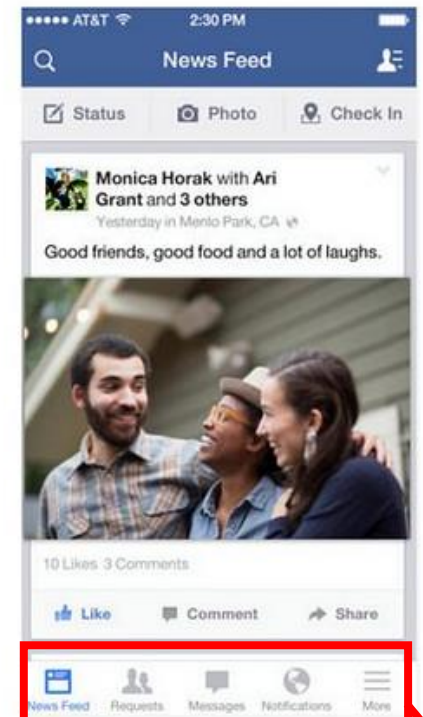 AT&T 2:30 PM
News Feed
Status Photo Check In
Monica Horak with Ari
Grant and 3 others
Yesterday in Menlo Park, CA
Good friends, good food and a lot of laughs.
10 Likes 3 Comments
Like Comment Share
News Feed Requests Messages Notifications More